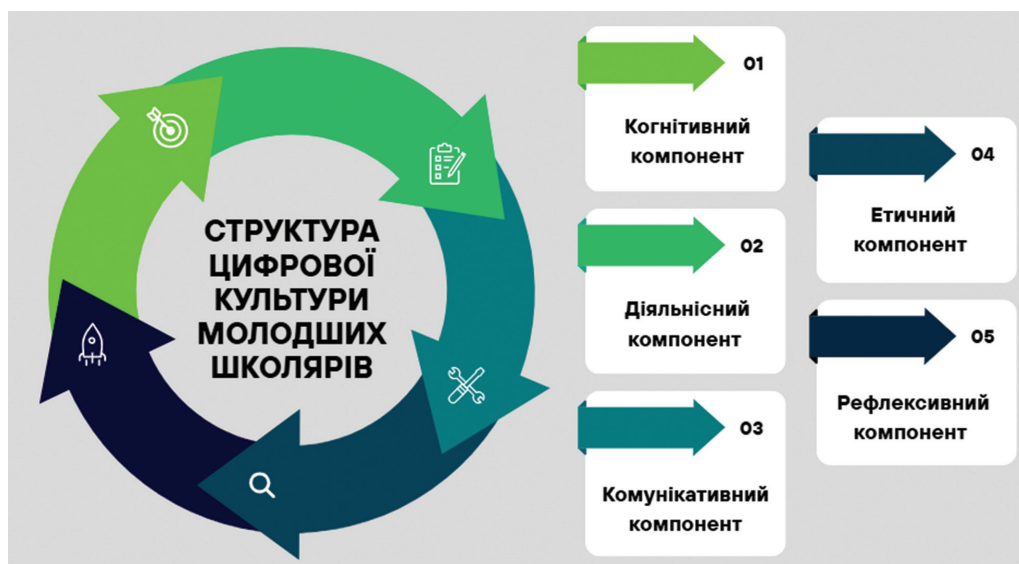 СТРУКТУРА
ЦИФРОВОЇ
КУЛЬТУРИ
МОЛОДШИХ
ШКОЛЯРІВ
01
Когнітивний
компонент
02
Діяльнісний
компонент
03
Комунікативний
компонент
04
Етичний
компонент
05
Рефлексивний
компонент